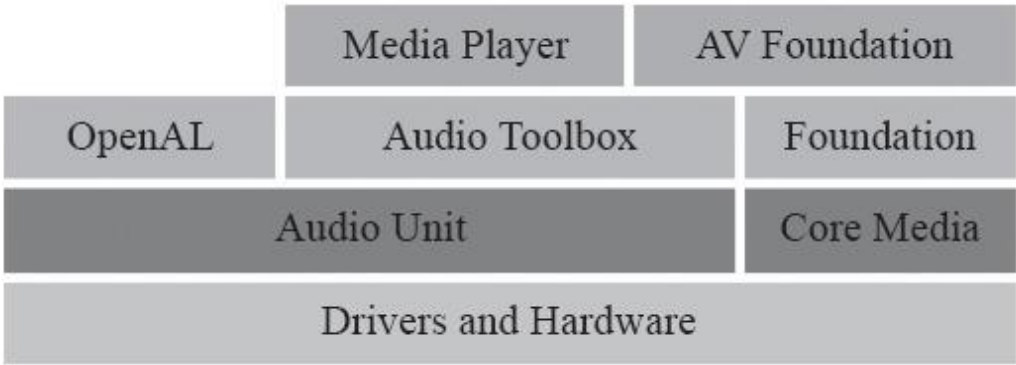 Media Player
AV Foundation
OpenAL
Audio Toolbox
Foundation
Audio Unit
Core Media
Drivers and Hardware